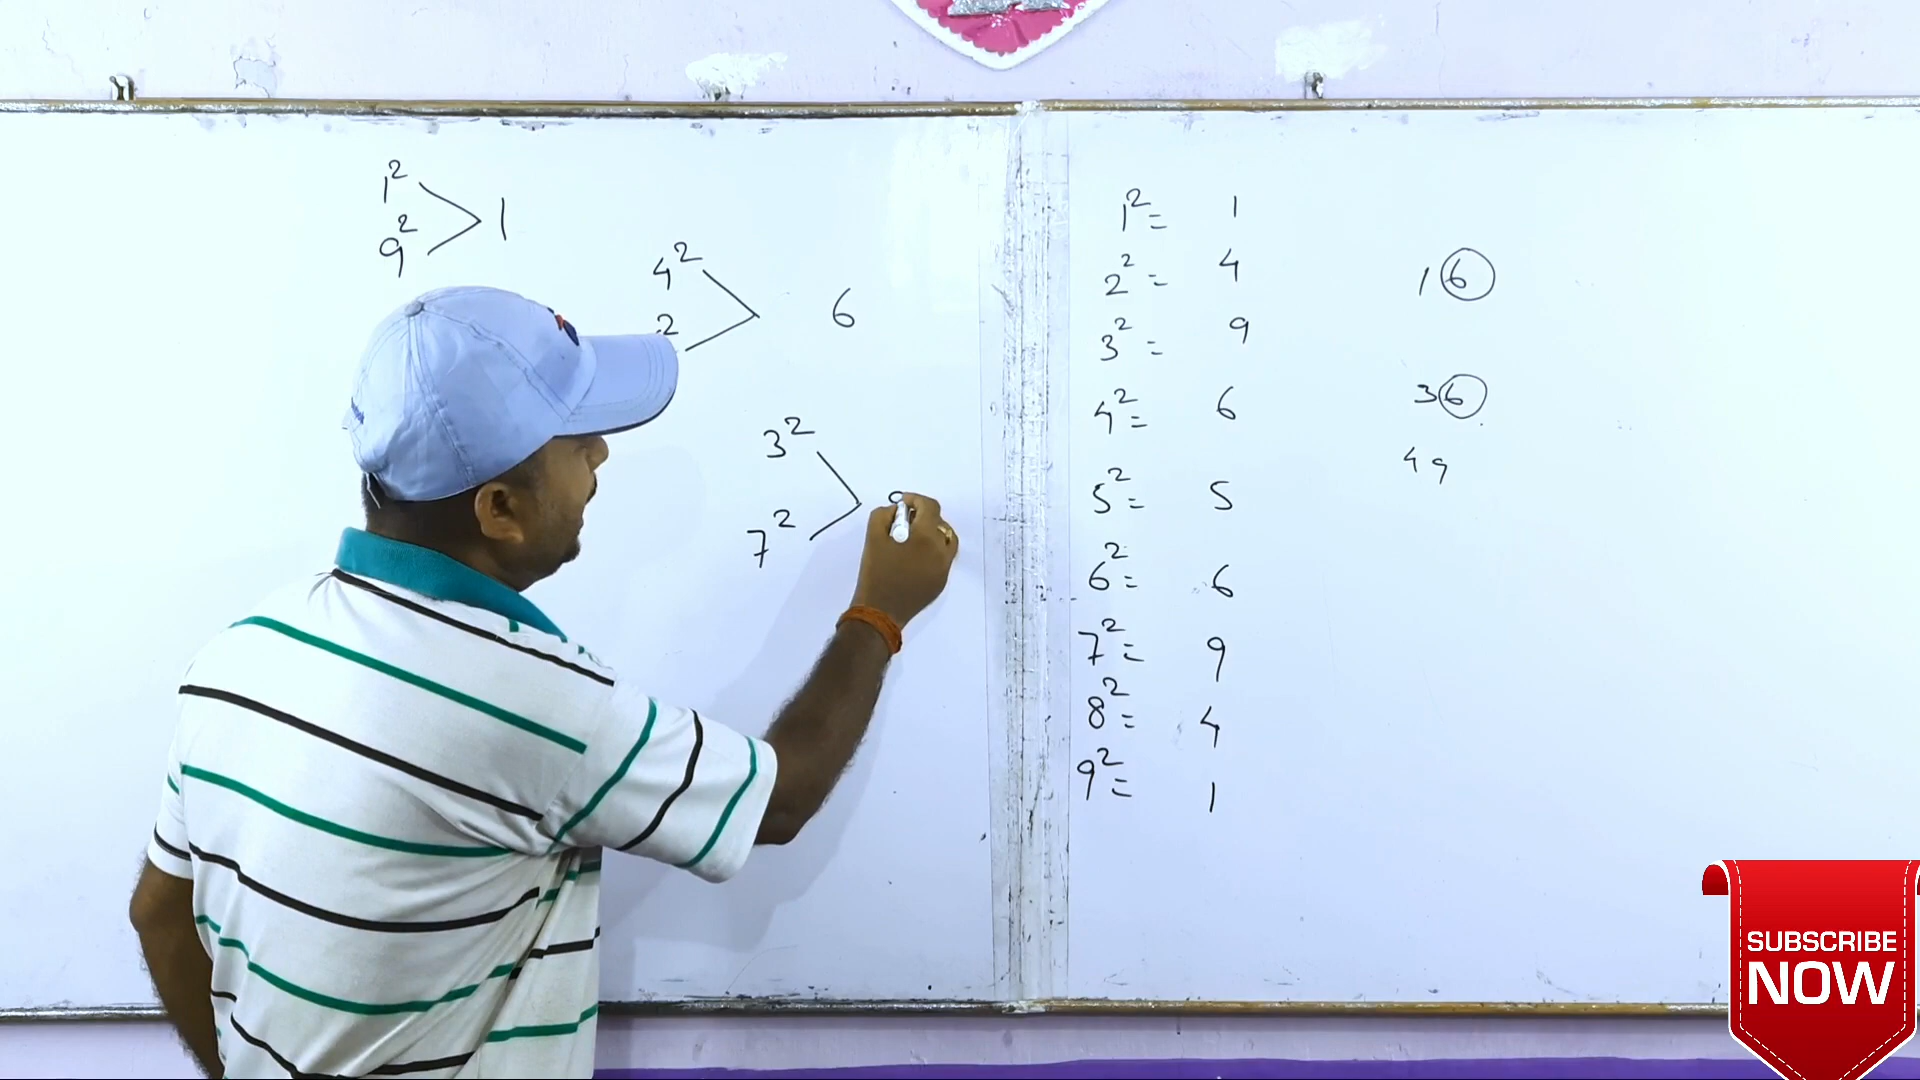 1²
9²
1
4²
2
6
3²
7²
1² = 1
2² = 4
3² = 9
4² = 6
5² = 5
6² = 6
7² = 9
8² = 4
9² = 1
16
36
49
SUBSCRIBE
NOW